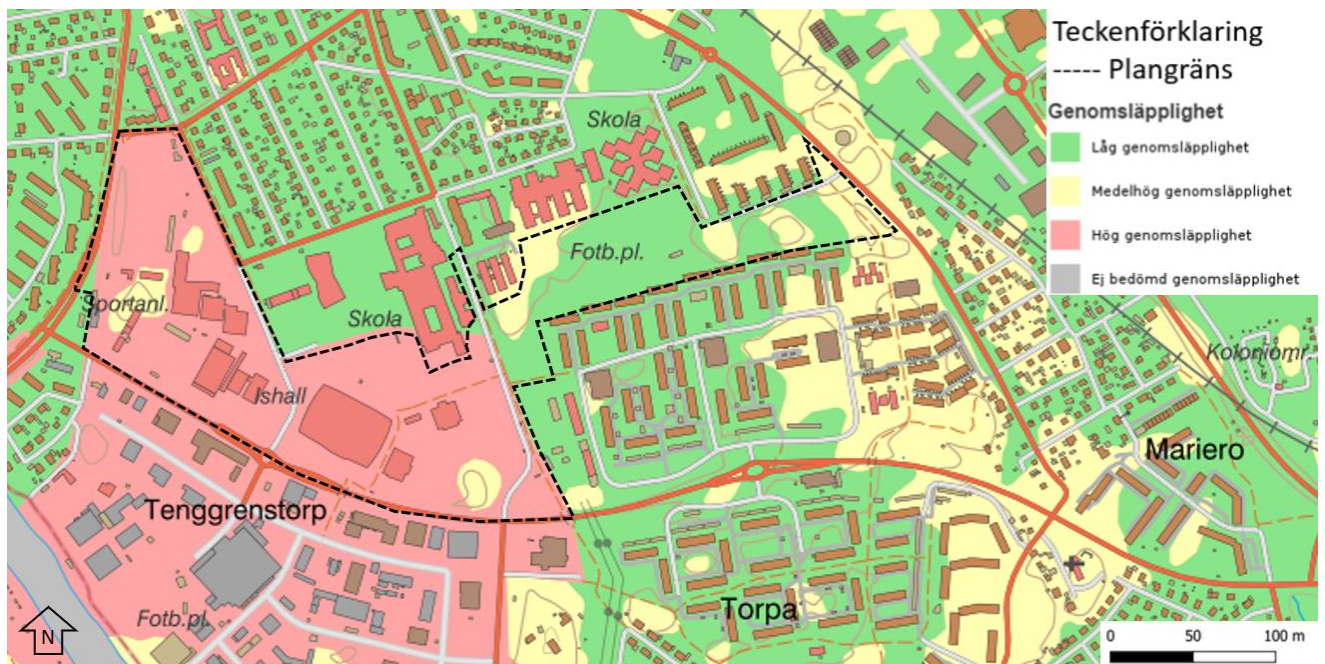 Teckenförklaring
----- Plangräns
Genomsläpplighet
Låg genomsläpplighet
Medelhög genomsläpplighet
Hög genomsläpplighet
Ej bedömd genomsläpplighet
Skola
Fotb.pl.
Sportanl.
Skola
Koloniomr.
Ishall
Mariero
Tenggrenstorp
Torpa
Fotb.pl.
N
0 50 100 m